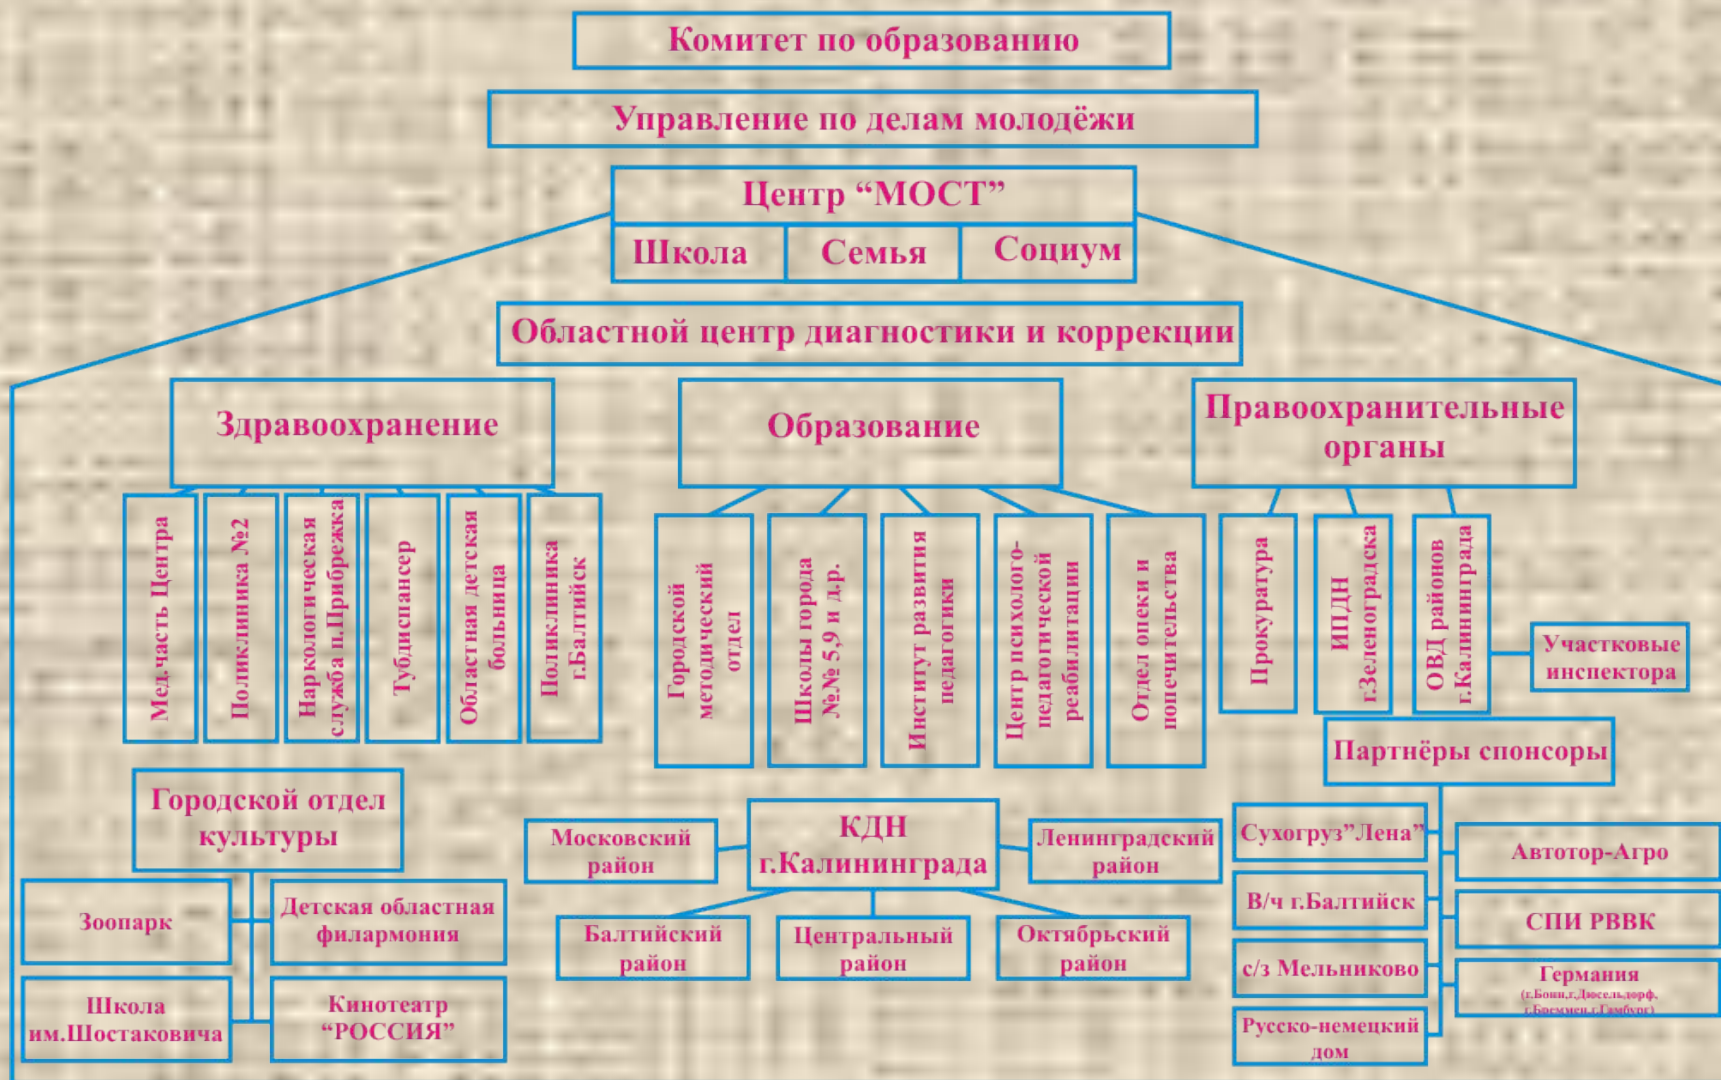 Комитет по образованию
Управление по делам молодёжи
Центр “МОСТ”
Школа
Семья
Социум
Областной центр диагностики и коррекции
Здравоохранение
Мед.часть Центра
Поликлиника №2
Наркологическая
служба п.Прибрежка
Тубдиспансер
Областная детская
больница
Поликлиника
г.Балтийск
Образование
Городской
методический
отдел
Школы города
№№ 5,9 и д.р.
Институт развития
педагогики
Центр психолого-
педагогической
реабилитации
Отдел опеки и
попечительства
Правоохранительные
органы
Прокуратура
ИПДН
г.Зеленоградска
ОВД районов
г.Калининграда
Участковые
инспектора
Городской отдел
культуры
Зоопарк
Детская областная
филармония
Школа
им.Шостаковича
Кинотеатр
“РОССИЯ”
КДН
г.Калининграда
Московский
район
Ленинградский
район
Балтийский
район
Центральный
район
Октябрьский
район
Партнёры спонсоры
Сухогруз”Лена”
Автотор-Агро
В/ч г.Балтийск
СПИ РВВК
с/з Мельниково
Германия
(г.Бонн,г.Дюсельдорф,
г.Бреммен,г.Гамбург)
Русско-немецкий
дом